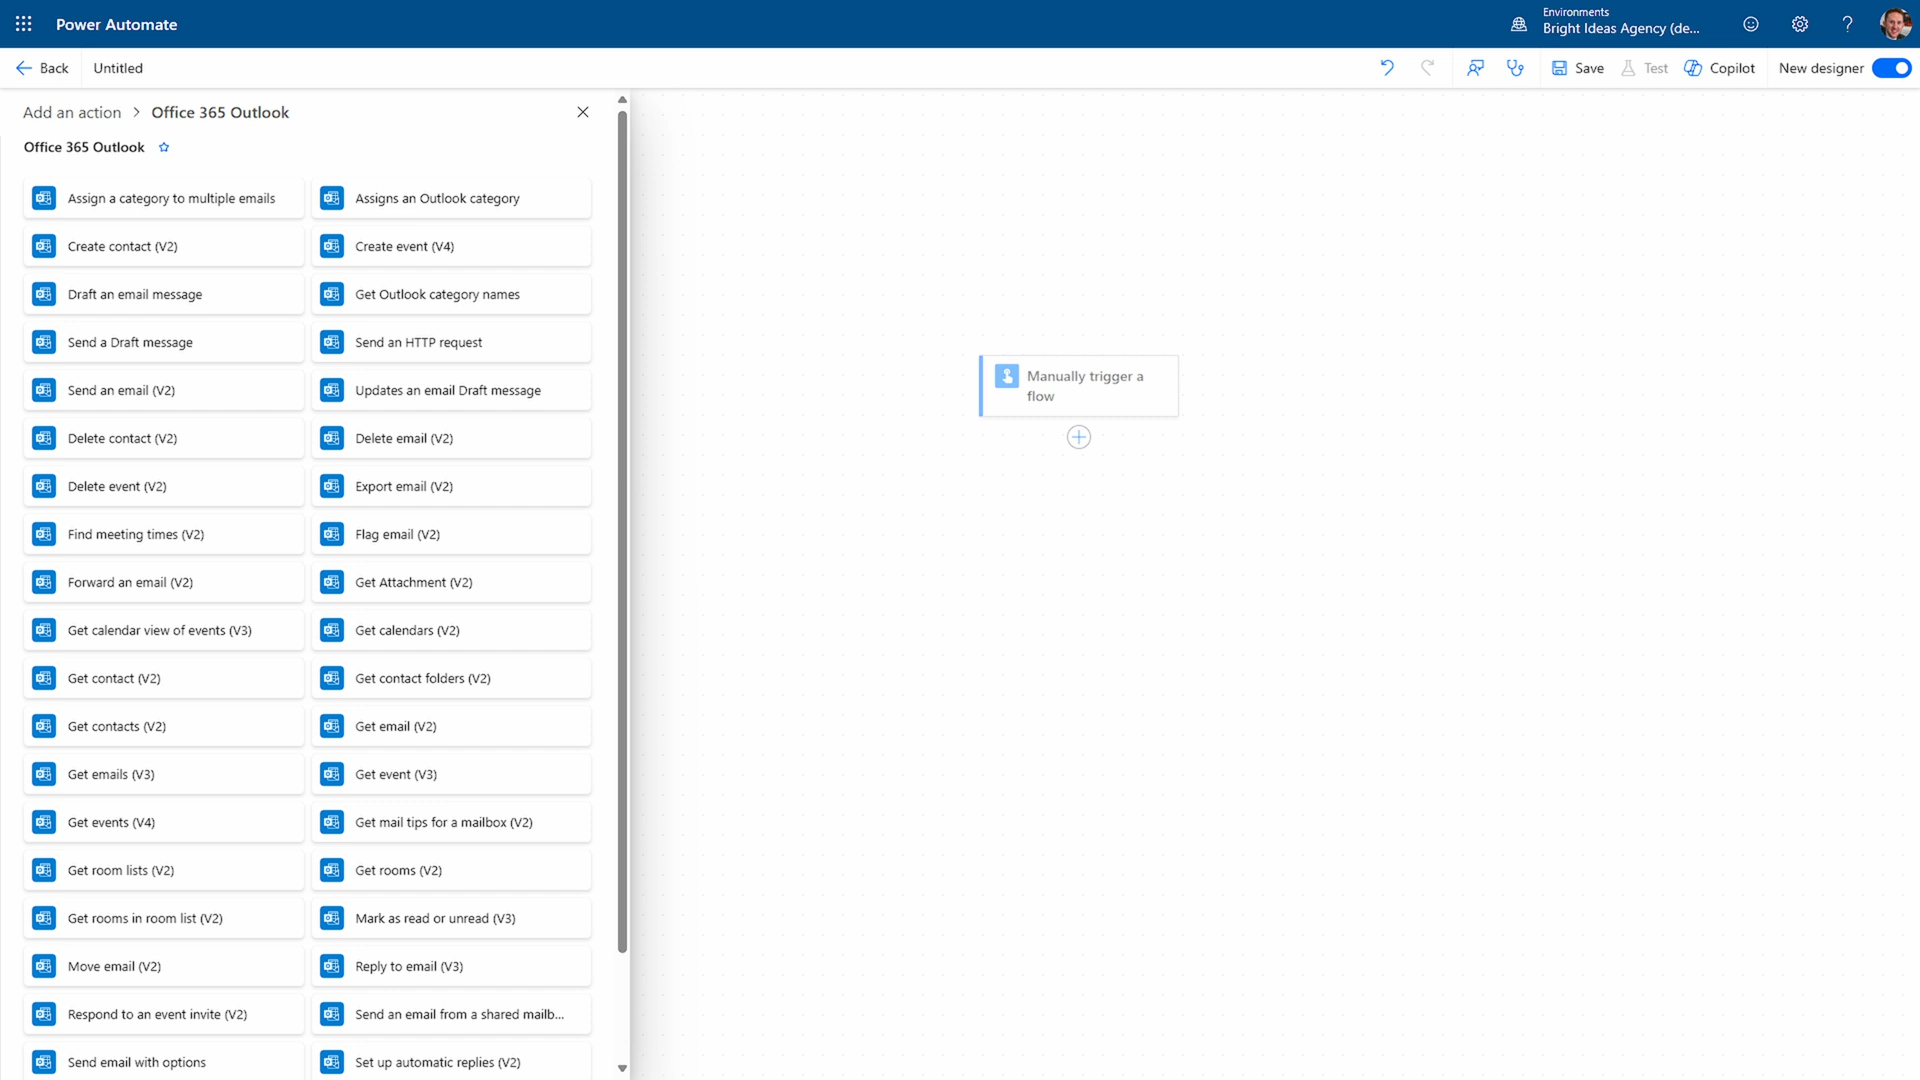 Power Automate
Environments
Bright Ideas Agency (de...
Back
Untitled
Save
Test
Copilot
New designer
Add an action > Office 365 Outlook
Office 365 Outlook
Assign a category to multiple emails
Assigns an Outlook category
Create contact (V2)
Create event (V4)
Draft an email message
Get Outlook category names
Send a Draft message
Send an HTTP request
Send an email (V2)
Updates an email Draft message
Delete contact (V2)
Delete email (V2)
Delete event (V2)
Export email (V2)
Find meeting times (V2)
Flag email (V2)
Forward an email (V2)
Get Attachment (V2)
Get calendar view of events (V3)
Get calendars (V2)
Get contact (V2)
Get contact folders (V2)
Get contacts (V2)
Get email (V2)
Get emails (V3)
Get event (V3)
Get events (V4)
Get mail tips for a mailbox (V2)
Get room lists (V2)
Get rooms (V2)
Get rooms in room list (V2)
Mark as read or unread (V3)
Move email (V2)
Reply to email (V3)
Respond to an event invite (V2)
Send an email from a shared mailb...
Send email with options
Set up automatic replies (V2)
Manually trigger a
flow